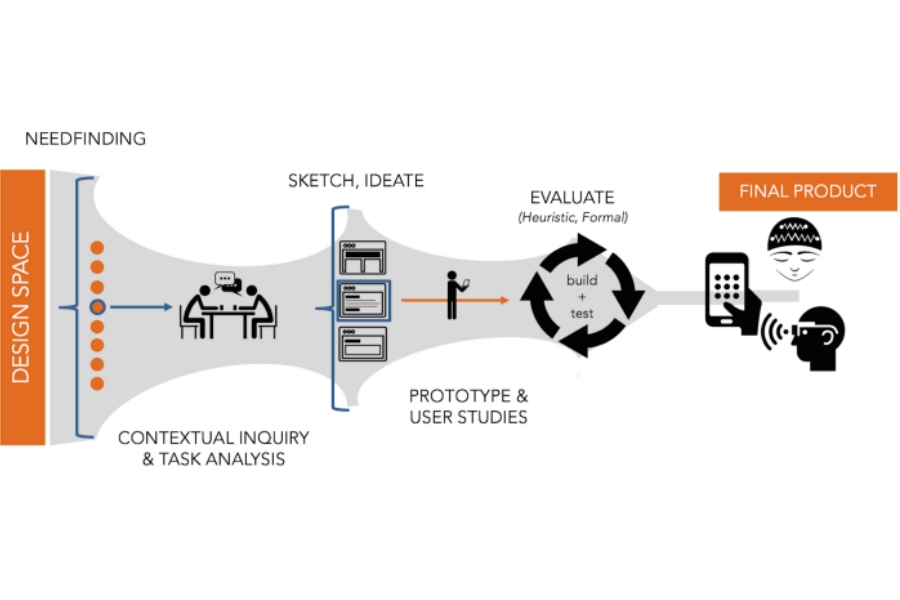 NEEDFINDING
DESIGN SPACE
CONTEXTUAL INQUIRY
& TASK ANALYSIS
SKETCH, IDEATE
PROTOTYPE &
USER STUDIES
EVALUATE
(Heuristic, Formal)
build
+
test
FINAL PRODUCT